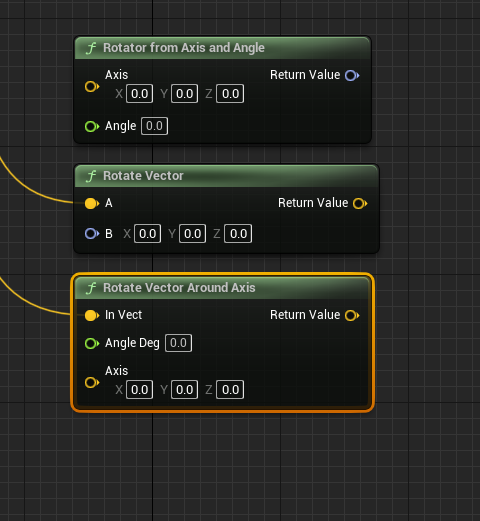 f Rotator from Axis and Angle
Axis Return Value
X 0.0 Y 0.0 Z 0.0
Angle 0.0
f Rotate Vector
A Return Value
B X 0.0 Y 0.0 Z 0.0
f Rotate Vector Around Axis
In Vect Return Value
Angle Deg 0.0
Axis
X 0.0 Y 0.0 Z 0.0